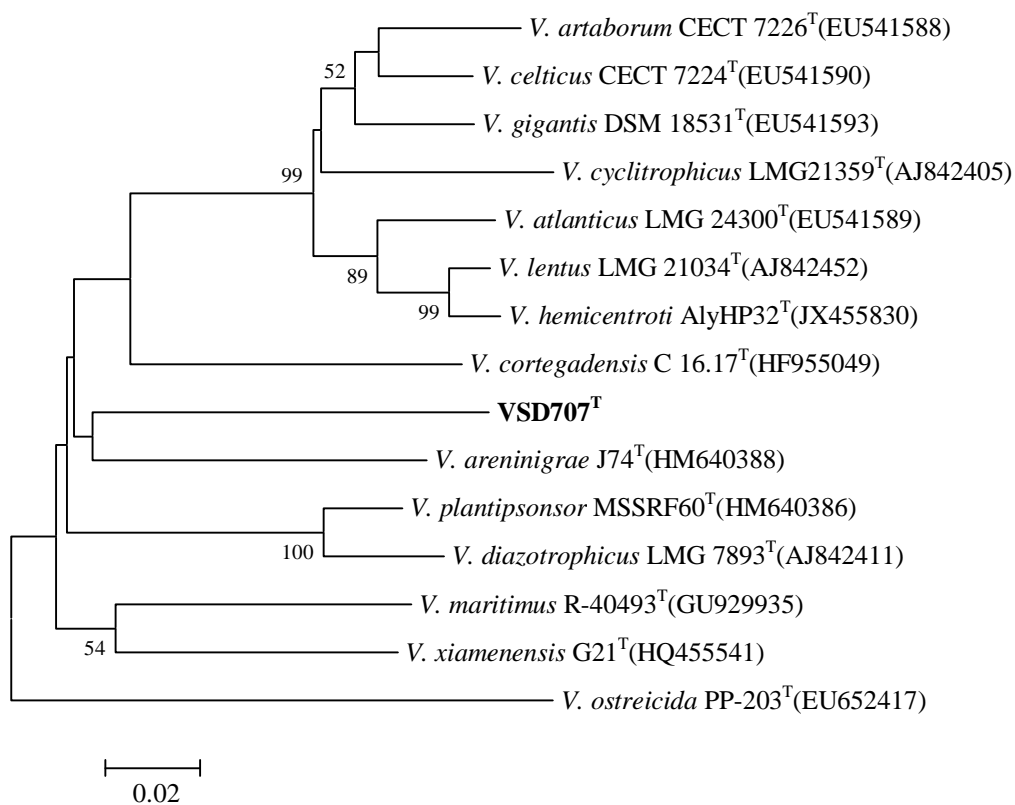 V. artaborum CECT 7226T(EU541588)
52
V. celticus CECT 7224T(EU541590)
V. gigantis DSM 18531T(EU541593)
99
V. cyclitrophicus LMG21359T(AJ842405)
V. atlanticus LMG 24300T(EU541589)
89
V. lentus LMG 21034T(AJ842452)
99
V. hemicentroti AlyHP32T(JX455830)
V. cortegadensis C 16.17T(HF955049)
VSD707T
V. areninigrae J74T(HM640388)
V. plantipsonsor MSSRF60T(HM640386)
100
V. diazotrophicus LMG 7893T(AJ842411)
V. maritimus R-40493T(GU929935)
54
V. xiamenensis G21T(HQ455541)
V. ostreicida PP-203T(EU652417)
0.02